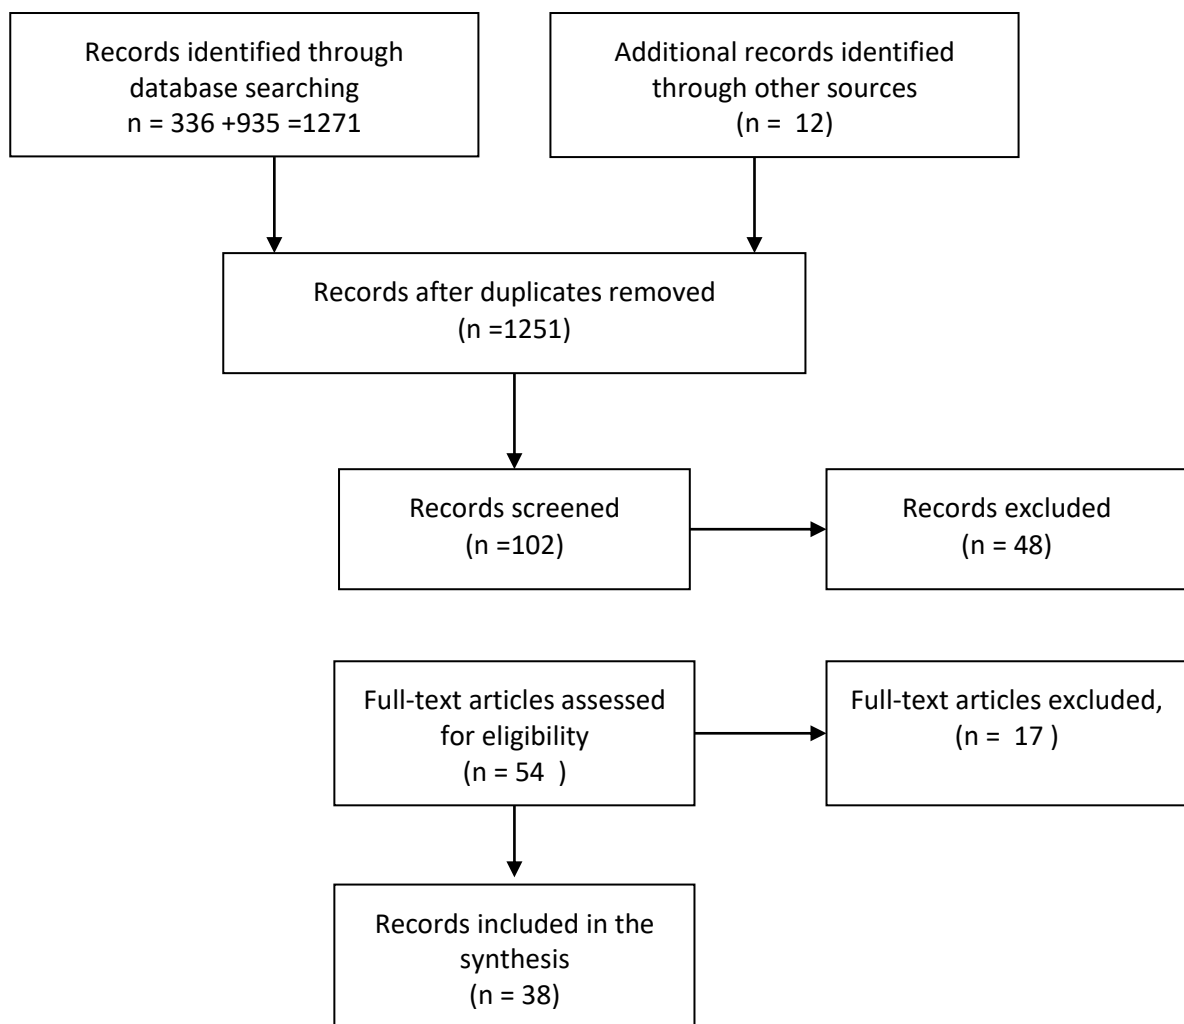 Records identified through
database searching
n = 336 +935 =1271
Additional records identified
through other sources
(n = 12)
Records after duplicates removed
(n =1251)
Records screened
(n =102)
Records excluded
(n = 48)
Full-text articles assessed
for eligibility
(n = 54 )
Full-text articles excluded,
(n = 17 )
Records included in the
synthesis
(n = 38)